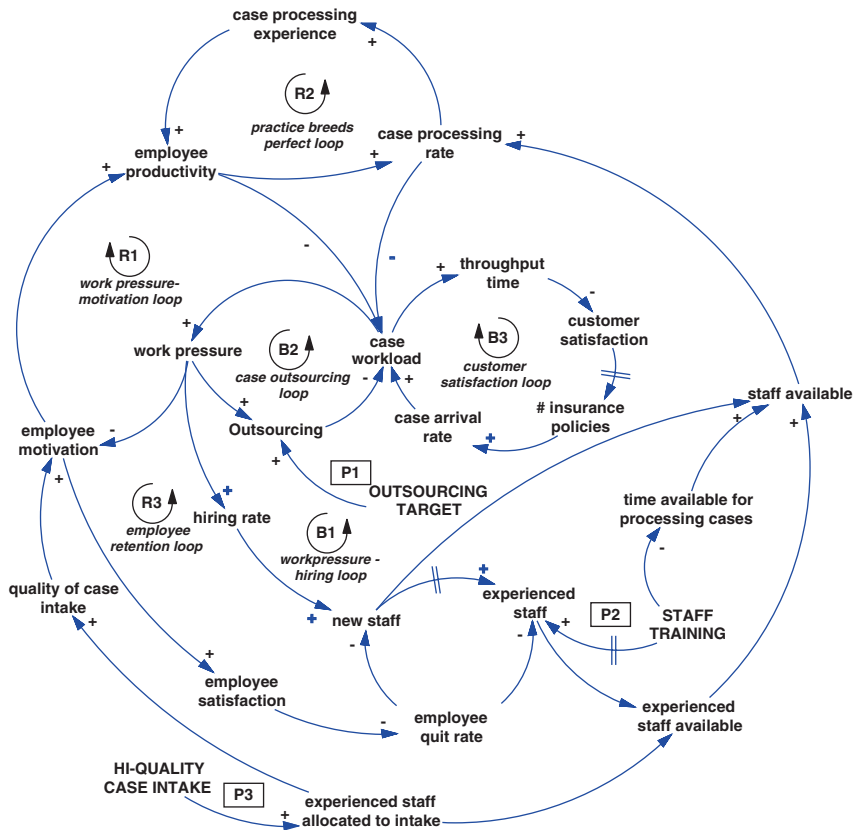 case processing
experience
+
R2
practice breeds
perfect loop
+
employee
productivity
+
+
case processing
rate
+
+
R1
work pressure-
motivation loop
-
-
+
throughput
time
-
customer
satisfaction
+
work pressure
B2
case outsourcing
loop
case
workload
-
+
B3
customer
satisfaction loop
# insurance
policies
case arrival
rate
+
staff available
+
+
employee
motivation
-
+
Outsourcing
+
+
P1
OUTSOURCING
TARGET
R3
employee
retention loop
+
hiring rate
B1
workpressure -
hiring loop
time available for
processing cases
-
quality of case
intake
+
+
new staff
-
+
experienced
staff
-
+
P2
STAFF
TRAINING
+
employee
satisfaction
-
employee
quit rate
experienced
staff available
HI-QUALITY
CASE INTAKE
P3
+
experienced staff
allocated to intake